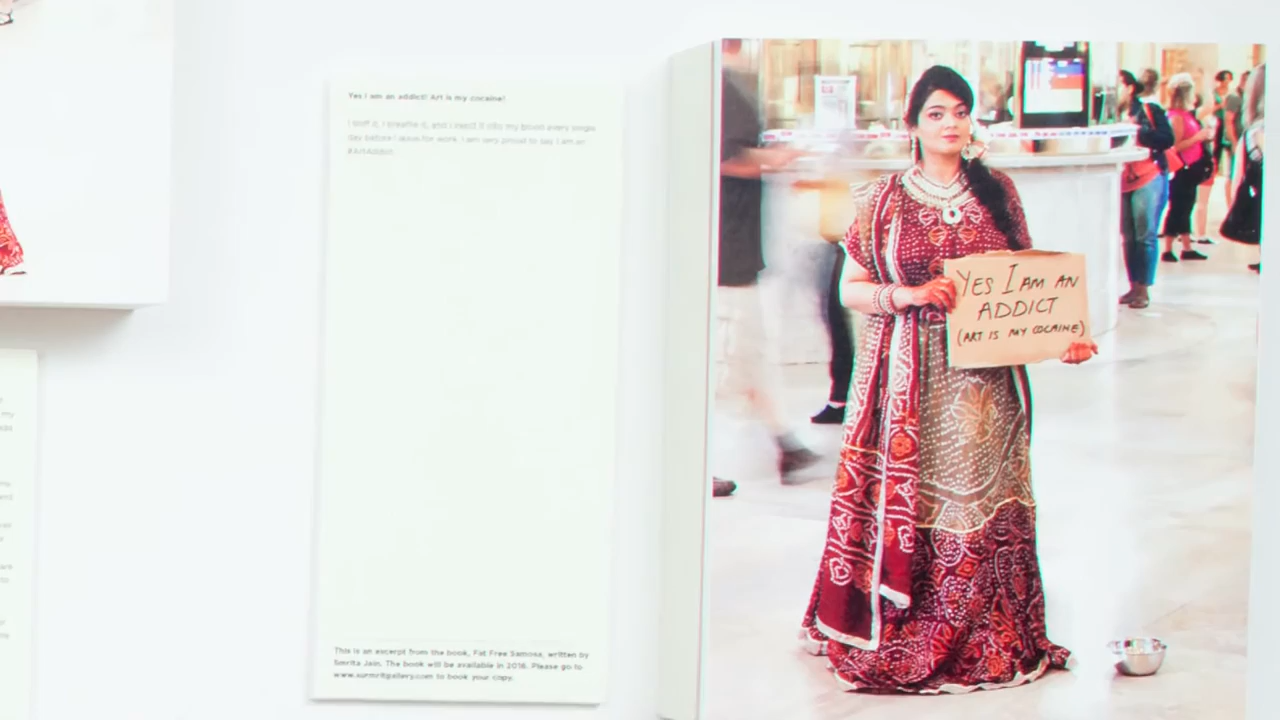 Yes I am an addict! Art is my cocaine!
I sniff it, I breathe it, and I inject it into my blood every single
day before I leave for work. I am very proud to say I am an
#ArtAddict.
This is an excerpt from the book, Fat Free Samosa, written by
Smrita Jain. The book will be available in 2016. Please go to
www.surmritgallery.com to book your copy.
YES I AM AN
ADDICT
(ART IS MY COCAINE)